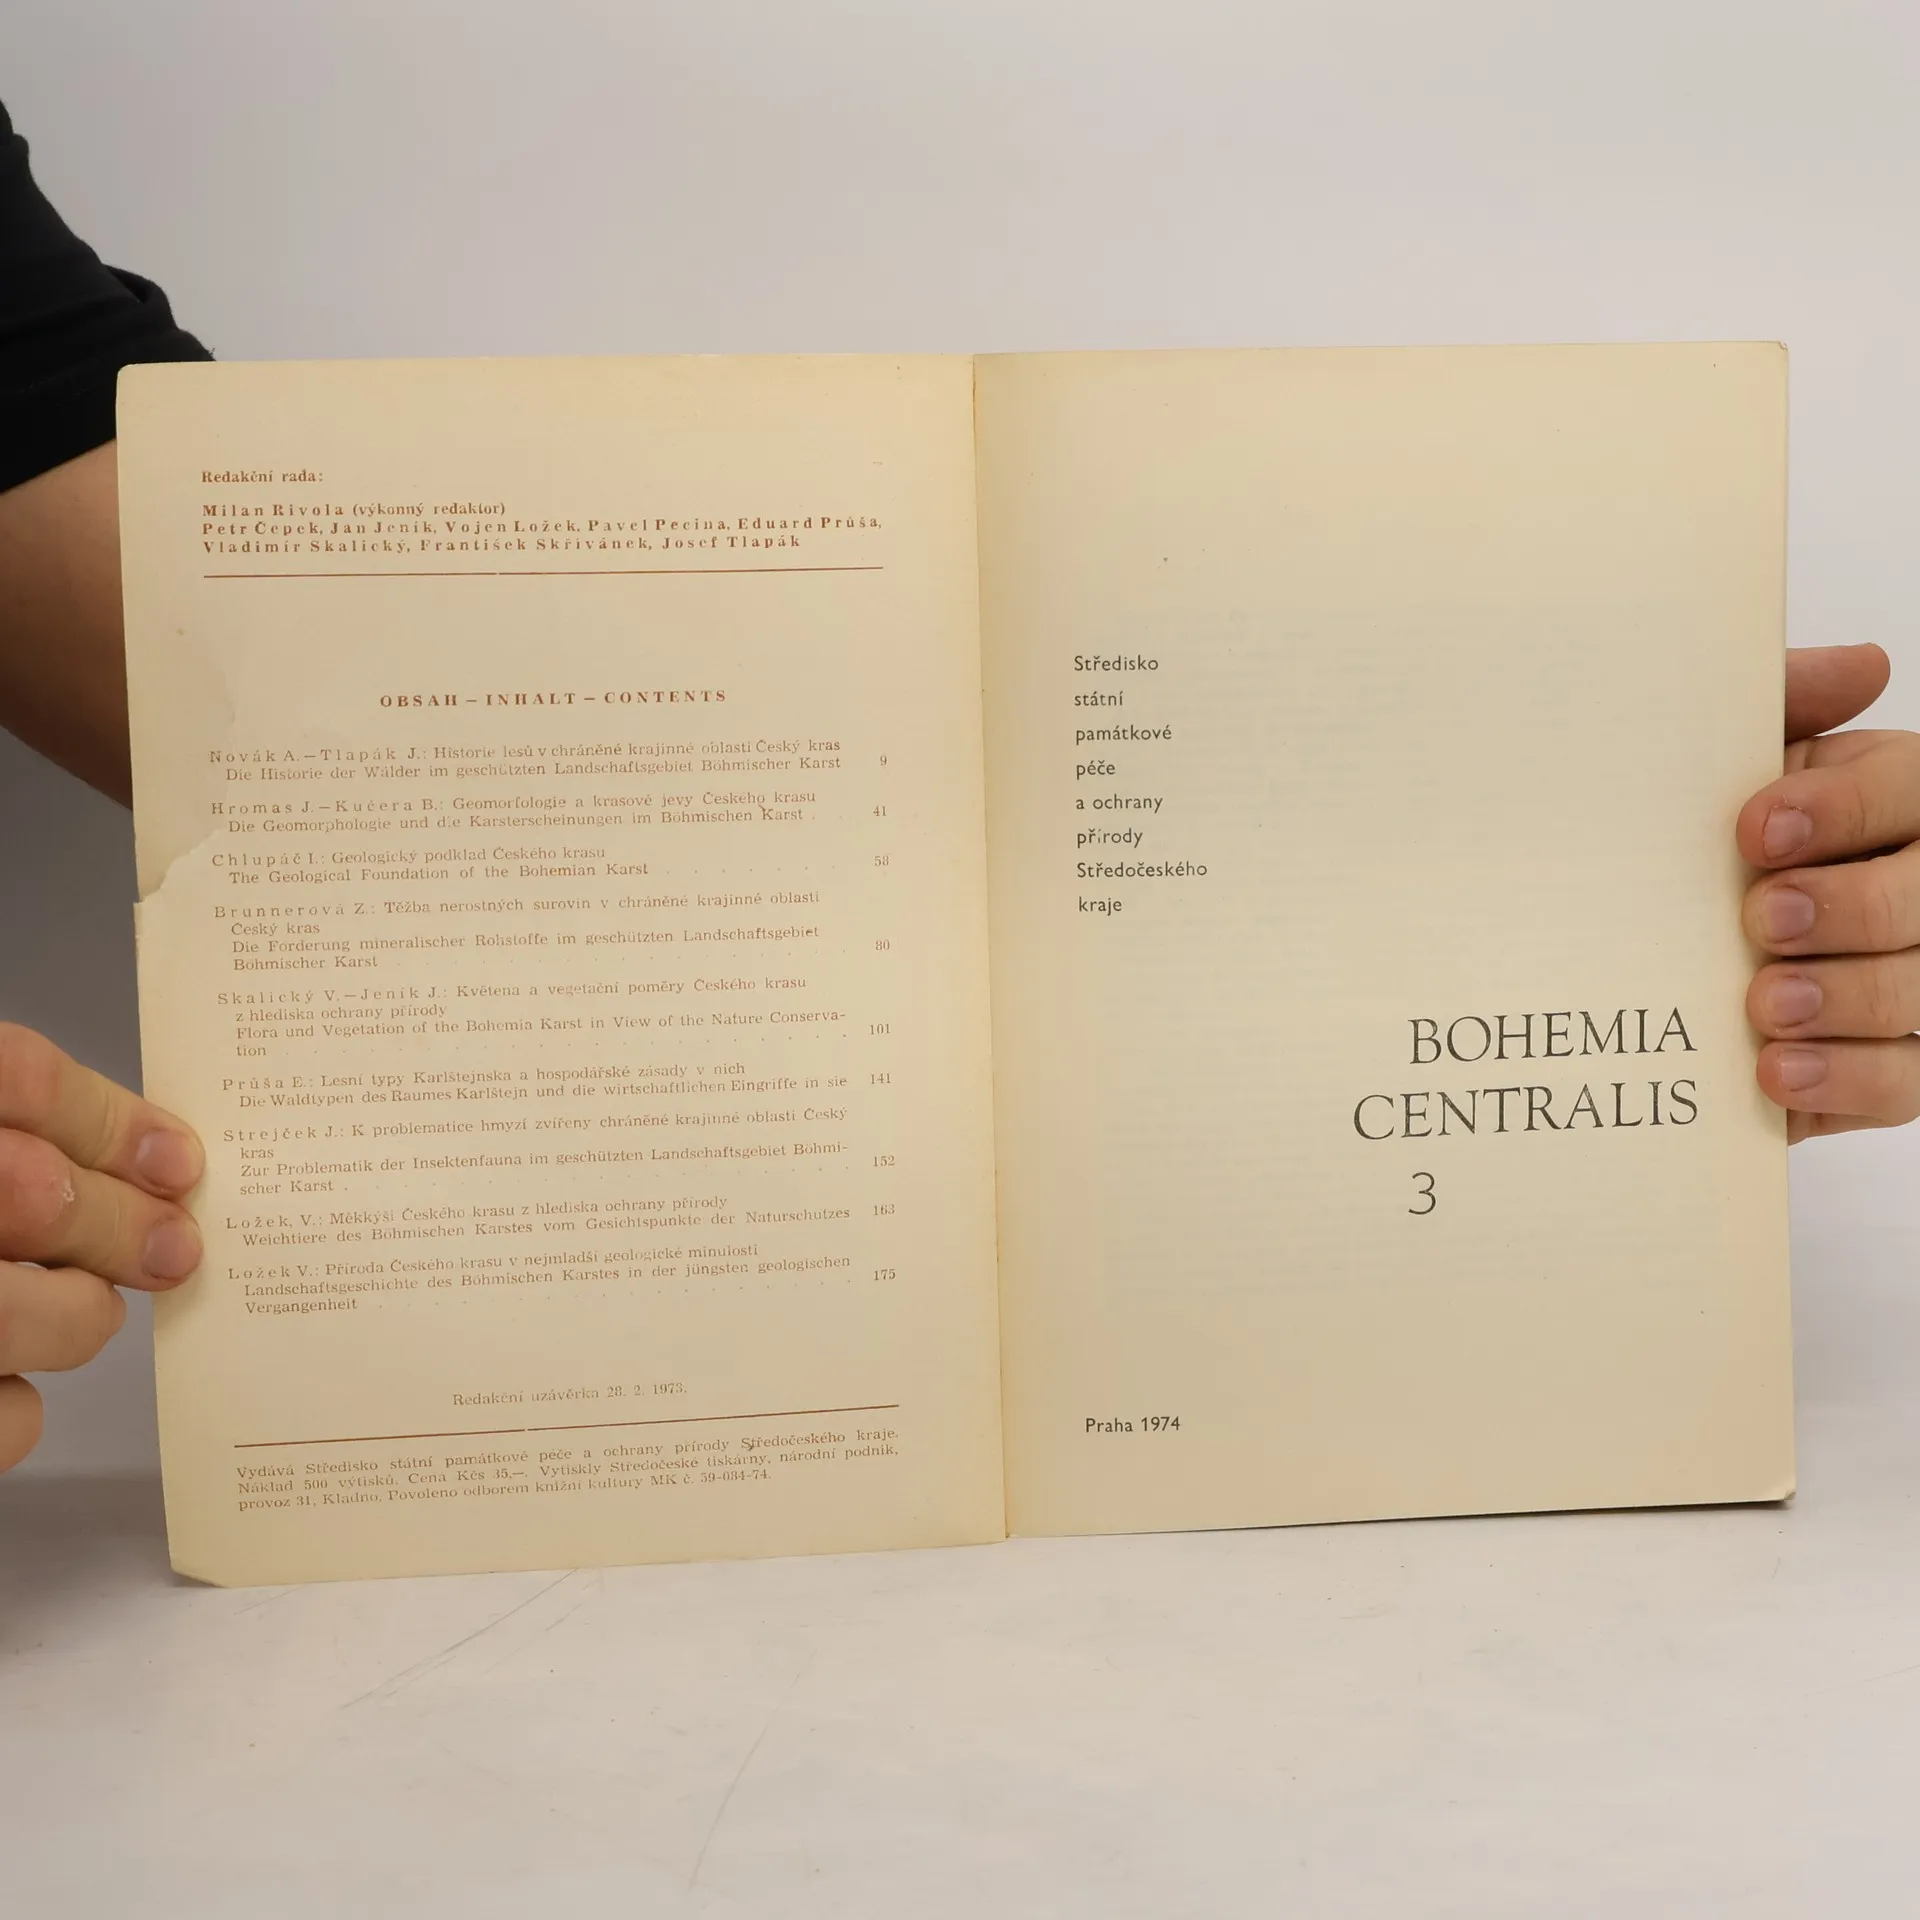 Redakční rada:
Milan Rivola (výkonný redaktor)
Petr Čepek, Jan Jeník, Vojen Ložek, Pavel Pecina, Eduard Průša,
Vladimír Skalický, František Skřivánek, Josef Tlapák
OBSAH – INHALT – CONTENTS
Novák A. – Tlapák J.: Historie lesů v chráněné krajinné oblasti Český kras
Die Historie der Wälder im geschützten Landschaftsgebiet Böhmischer Karst 9
Hromas J. – Kučera B.: Geomorfologie a krasové jevy Českého krasu
Die Geomorphologie und die Karsterscheinungen im Böhmischen Karst . 41
Chlupáč I.: Geologický podklad Českého krasu
The Geological Foundation of the Bohemian Karst . . . . . 58
Brunnerová Z.: Těžba nerostných surovin v chráněné krajinné oblasti
Český kras
Die Förderung mineralischer Rohstoffe im geschützten Landschaftsgebiet
Böhmischer Karst . . . . . . . . . . . 80
Skalický V. – Jeník J.: Květena a vegetační poměry Českého krasu
z hlediska ochrany přírody
Flora und Vegetation of the Bohemia Karst in View of the Nature Conserva-
tion . . . . . . . . . . . . . 101
Průša E.: Lesní typy Karlštejnska a hospodářské zásady v nich
Die Waldtypen des Raumes Karlštejn und die wirtschaftlichen Eingriffe in sie 141
Strejček J.: K problematice hmyzí zvířeny chráněné krajinné oblasti Český
kras
Zur Problematik der Insektenfauna im geschützten Landschaftsgebiet Böhmi-
scher Karst . . . . . . . . . . . . 152
Ložek, V.: Měkkýši Českého krasu z hlediska ochrany přírody
Weichtiere des Böhmischen Karstes vom Gesichtspunkte der Naturschutzes 163
Ložek V.: Příroda Českého krasu v nejmladší geologické minulosti
Landschaftsgeschichte des Böhmischen Karstes in der jüngsten geologischen
Vergangenheit . . . . . . . . . . . 175
Redakční uzávěrka 28. 2. 1973.
Vydává Středisko státní památkové péče a ochrany přírody Středočeského kraje.
Náklad 500 výtisků. Cena Kčs 35,—. Vytiskly Středočeské tiskárny, národní podnik,
provoz 31, Kladno. Povoleno odborem knižní kultury MK č. 59-084-74.
Středisko
státní
památkové
péče
a ochrany
přírody
Středočeského
kraje
BOHEMIA
CENTRALIS
3
Praha 1974